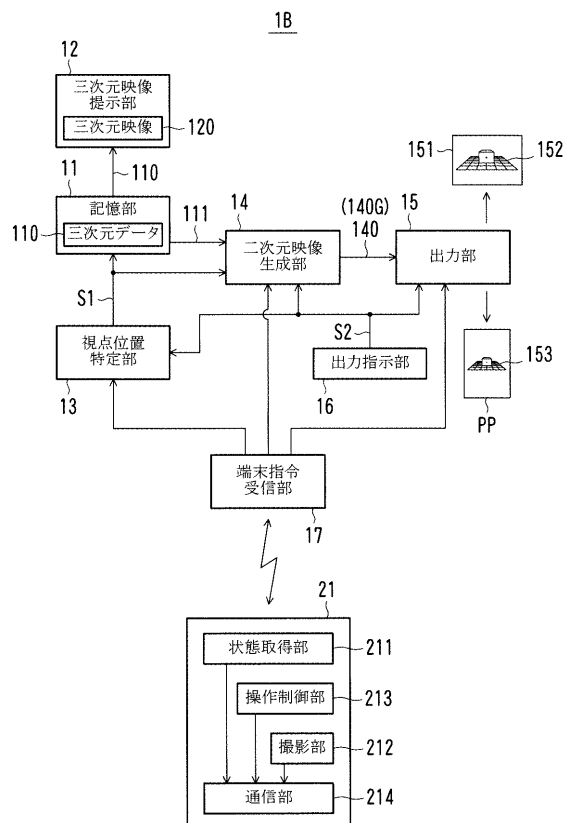 1B
12
三次元映像
提示部
三次元映像
120
110
11
記憶部
110
三次元データ
111
14
二次元映像
生成部
(140G)
140
15
出力部
151
152
S1
S2
視点位置
特定部
13
出力指示部
16
153
PP
端末指令
受信部
17
21
状態取得部
211
操作制御部
213
撮影部
212
通信部
214